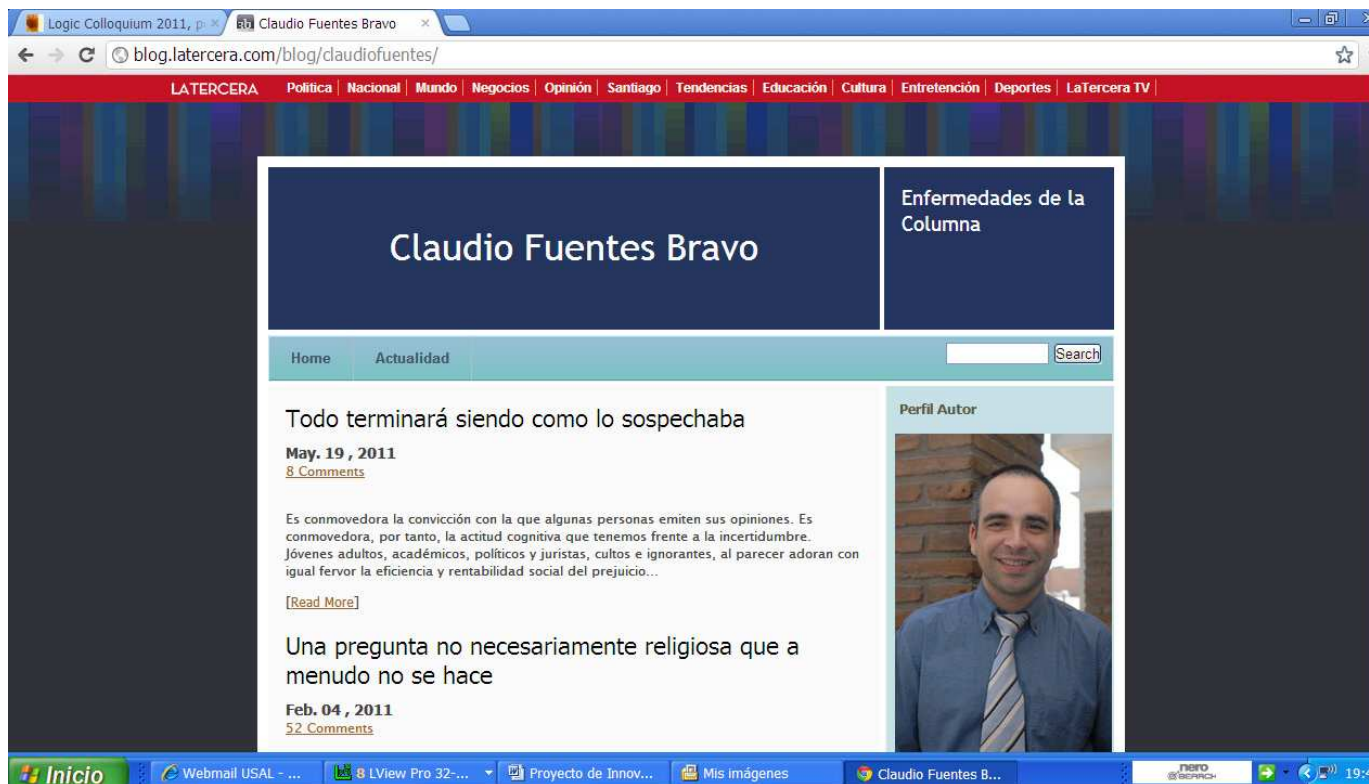 Logic Colloquium 2011, p
Claudio Fuentes Bravo
blog.latercera.com/blog/claudiofuentes/
LATERCERA Política Nacional Mundo Negocios Opinión Santiago Tendencias Educación Cultura Entretención Deportes LaTercera TV
Claudio Fuentes Bravo
Enfermedades de la
Columna
Home Actualidad
Search
Todo terminará siendo como lo sospechaba
May. 19 , 2011
8 Comments
Es conmovedora la convicción con la que algunas personas emiten sus opiniones. Es
conmovedora, por tanto, la actitud cognitiva que tenemos frente a la incertidumbre.
Jóvenes adultos, académicos, políticos y juristas, cultos e ignorantes, al parecer adoran con
igual fervor la eficiencia y rentabilidad social del prejuicio...
[Read More]
Una pregunta no necesariamente religiosa que a
menudo no se hace
Feb. 04 , 2011
52 Comments
Perfil Autor
Inicio Webmail USAL - ... 8 LView Pro 32-... Proyecto de Innov... Mis imágenes Claudio Fuentes B... nero SEARCH